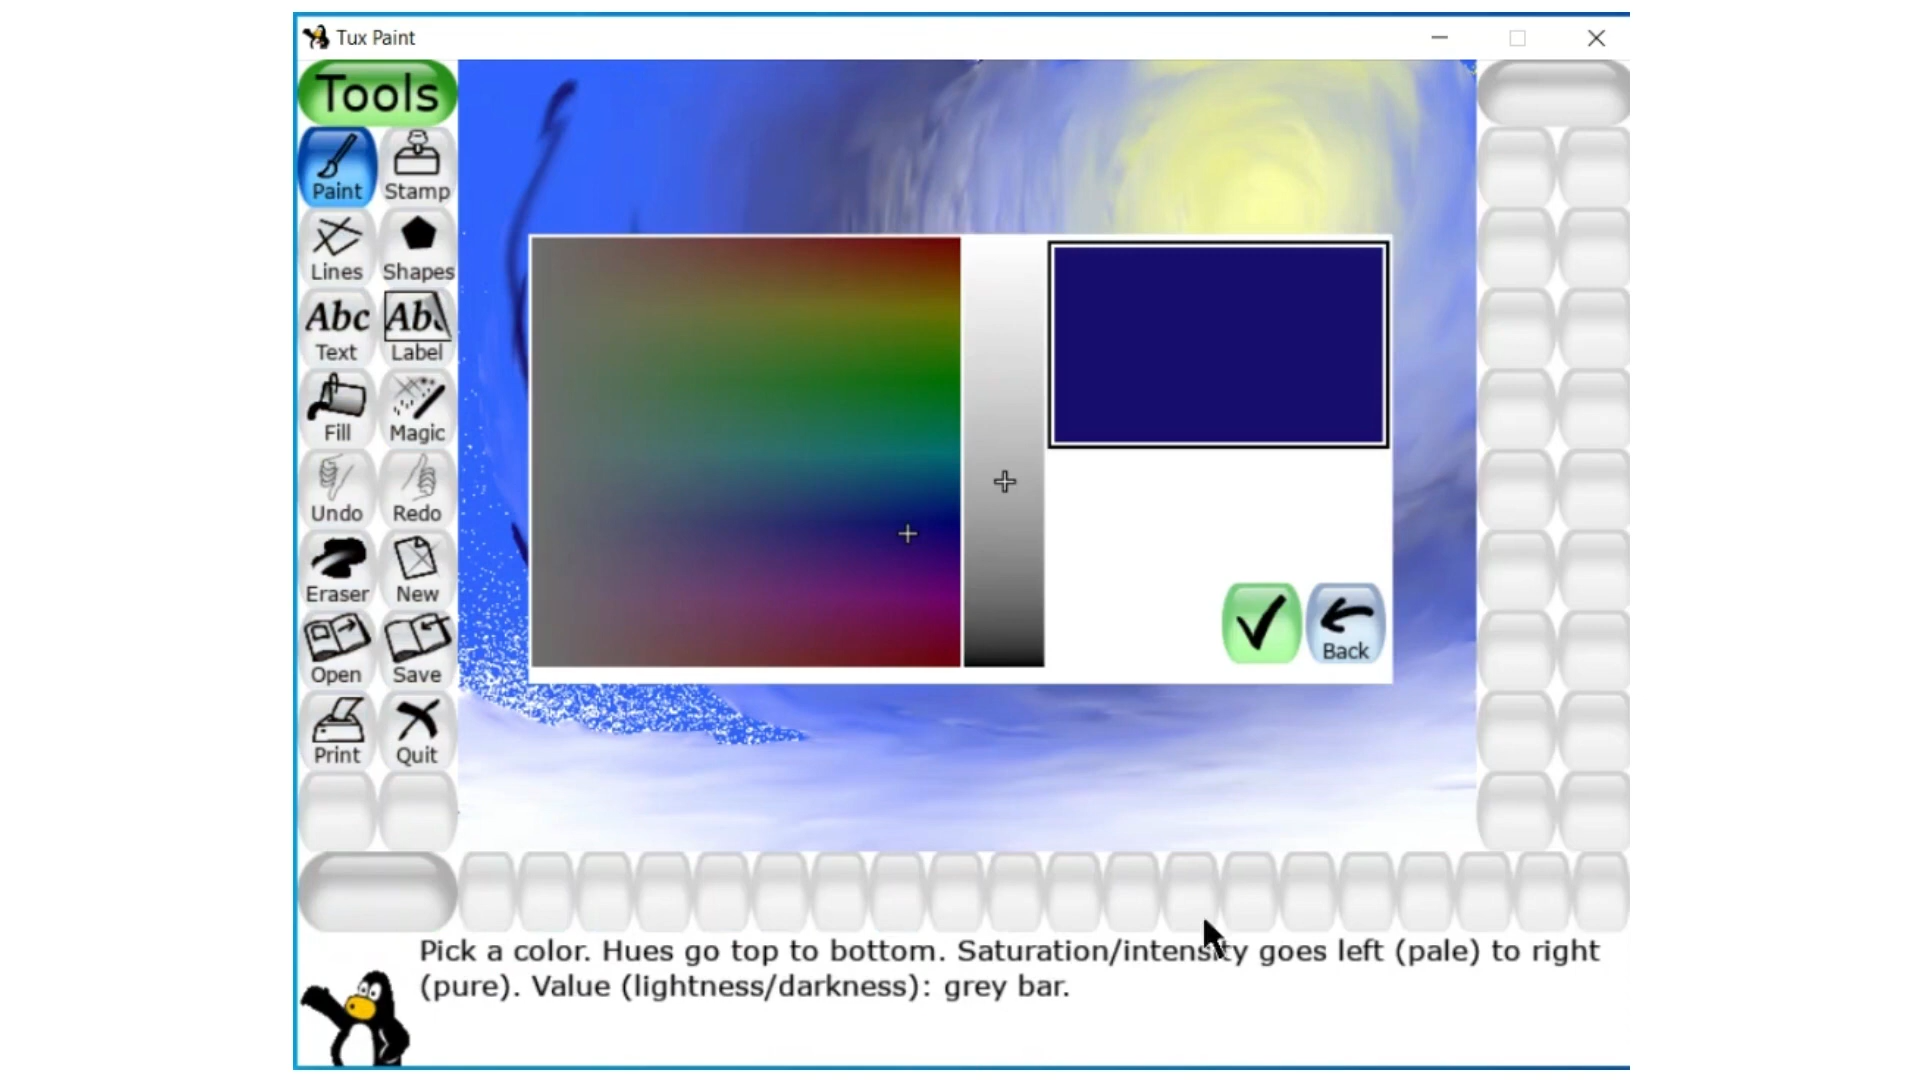 Tux Paint
Tools
Paint Stamp
Lines Shapes
Abc Abc
Text Label
Fill Magic
Undo Redo
Eraser New
Open Save
Print Quit
Back
Pick a color. Hues go top to bottom. Saturation/intensity goes left (pale) to right
(pure). Value (lightness/darkness): grey bar.